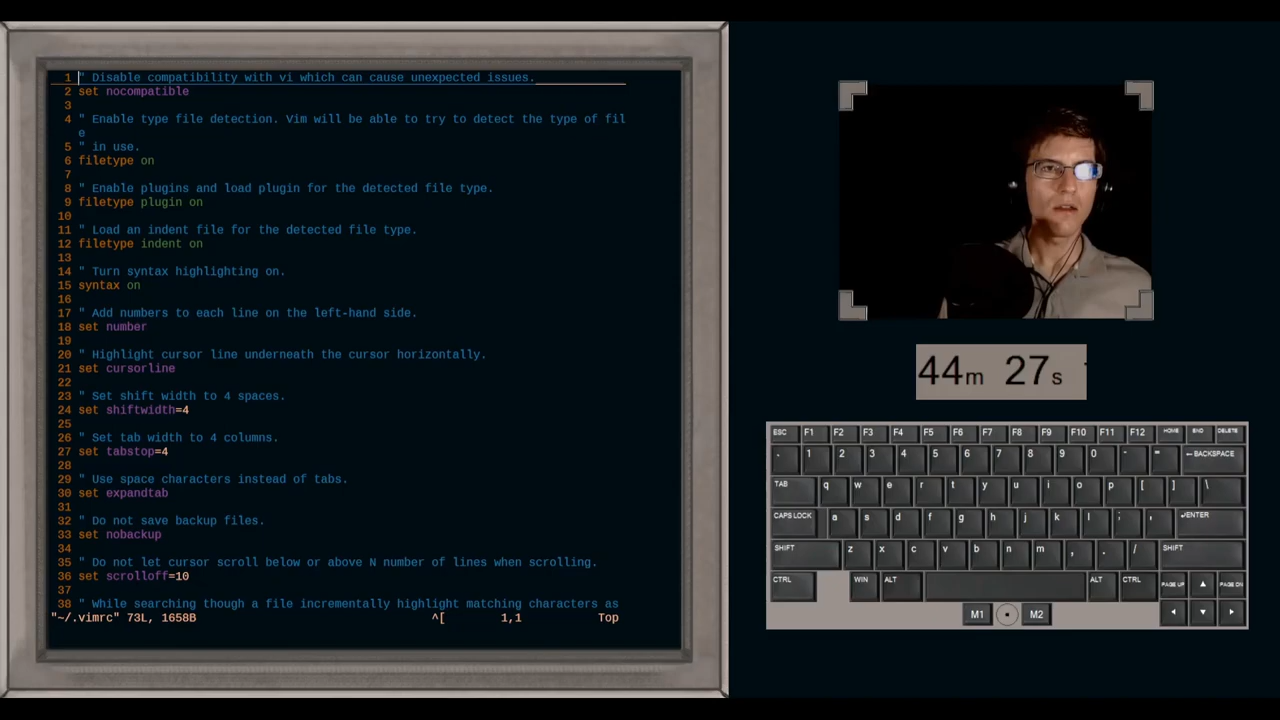 1 " Disable compatibility with vi which can cause unexpected issues.
2 set nocompatible
3
4 " Enable type file detection. Vim will be able to try to detect the type of fil
e
5 " in use.
6 filetype on
7
8 " Enable plugins and load plugin for the detected file type.
9 filetype plugin on
10
11 " Load an indent file for the detected file type.
12 filetype indent on
13
14 " Turn syntax highlighting on.
15 syntax on
16
17 " Add numbers to each line on the left-hand side.
18 set number
19
20 " Highlight cursor line underneath the cursor horizontally.
21 set cursorline
22
23 " Set shift width to 4 spaces.
24 set shiftwidth=4
25
26 " Set tab width to 4 columns.
27 set tabstop=4
28
29 " Use space characters instead of tabs.
30 set expandtab
31
32 " Do not save backup files.
33 set nobackup
34
35 " Do not let cursor scroll below or above N number of lines when scrolling.
36 set scrolloff=10
37
38 " While searching though a file incrementally highlight matching characters as
"~/.vimrc" 73L, 1658B ^[ 1,1 Top
44m 27s
ESC F1 F2 F3 F4 F5 F6 F7 F8 F9 F10 F11 F12 HOME END DELETE
1 2 3 4 5 6 7 8 9 0 - = ←BACKSPACE
TAB q w e r t y u i o p [ ] \
CAPS LOCK a s d f g h j k l ; ' ↵ENTER
SHIFT z x c v b n m , . / SHIFT
CTRL WIN ALT ALT CTRL PAGE UP ▲ PAGE DN
M1 M2 ◄ ▼ ►